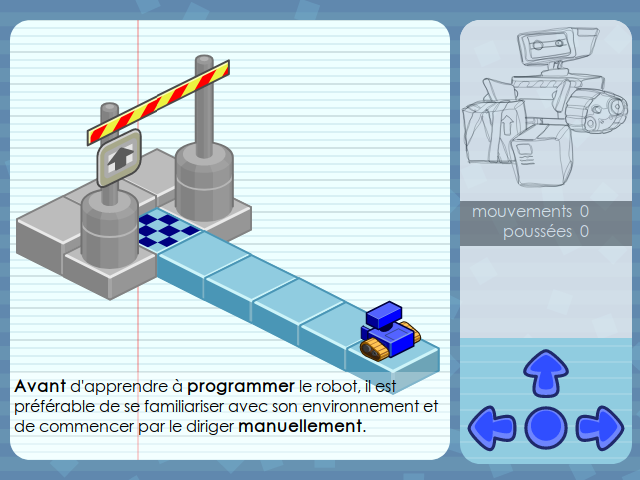 mouvements 0
poussées 0
Avant d'apprendre à programmer le robot, il est
préférable de se familiariser avec son environnement et
de commencer par le diriger manuellement.